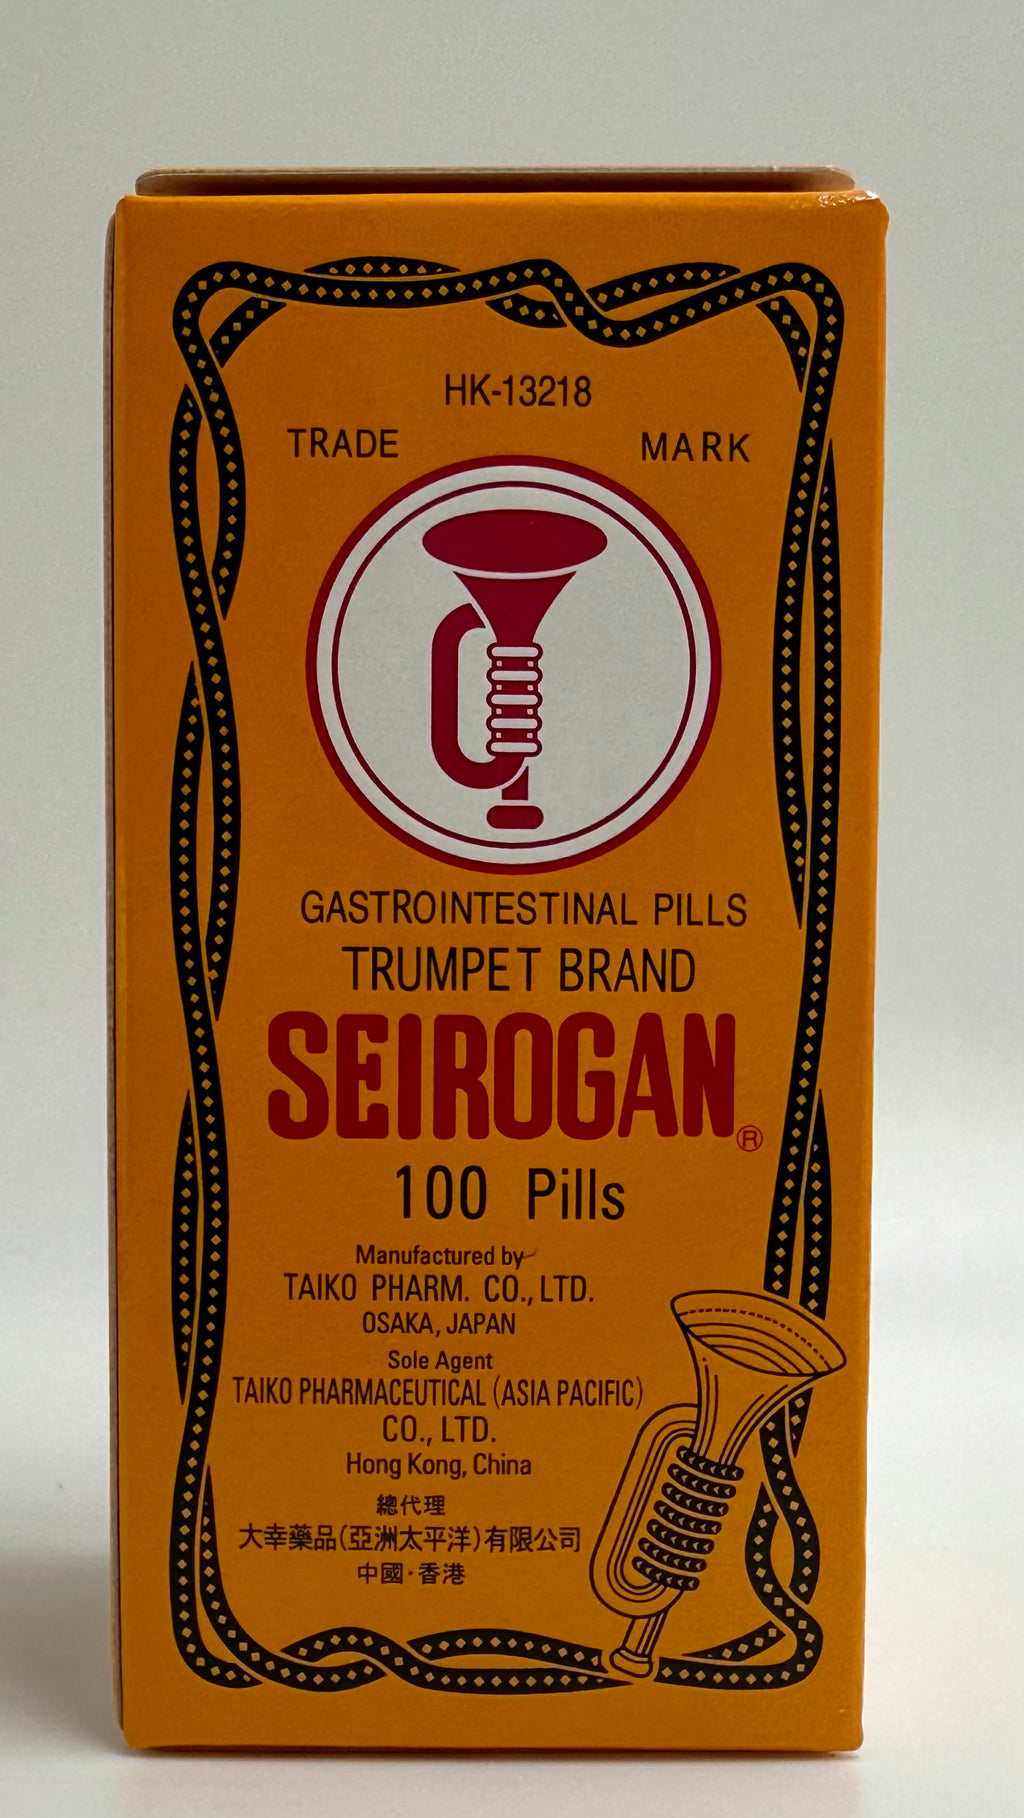 HK-13218
TRADE MARK
GASTROINTESTINAL PILLS
TRUMPET BRAND
SEIROGAN®
100 Pills
Manufactured by
TAIKO PHARM. CO., LTD.
OSAKA, JAPAN
Sole Agent
TAIKO PHARMACEUTICAL (ASIA PACIFIC)
CO., LTD.
Hong Kong, China
總代理
大幸藥品(亞洲太平洋)有限公司
中國·香港